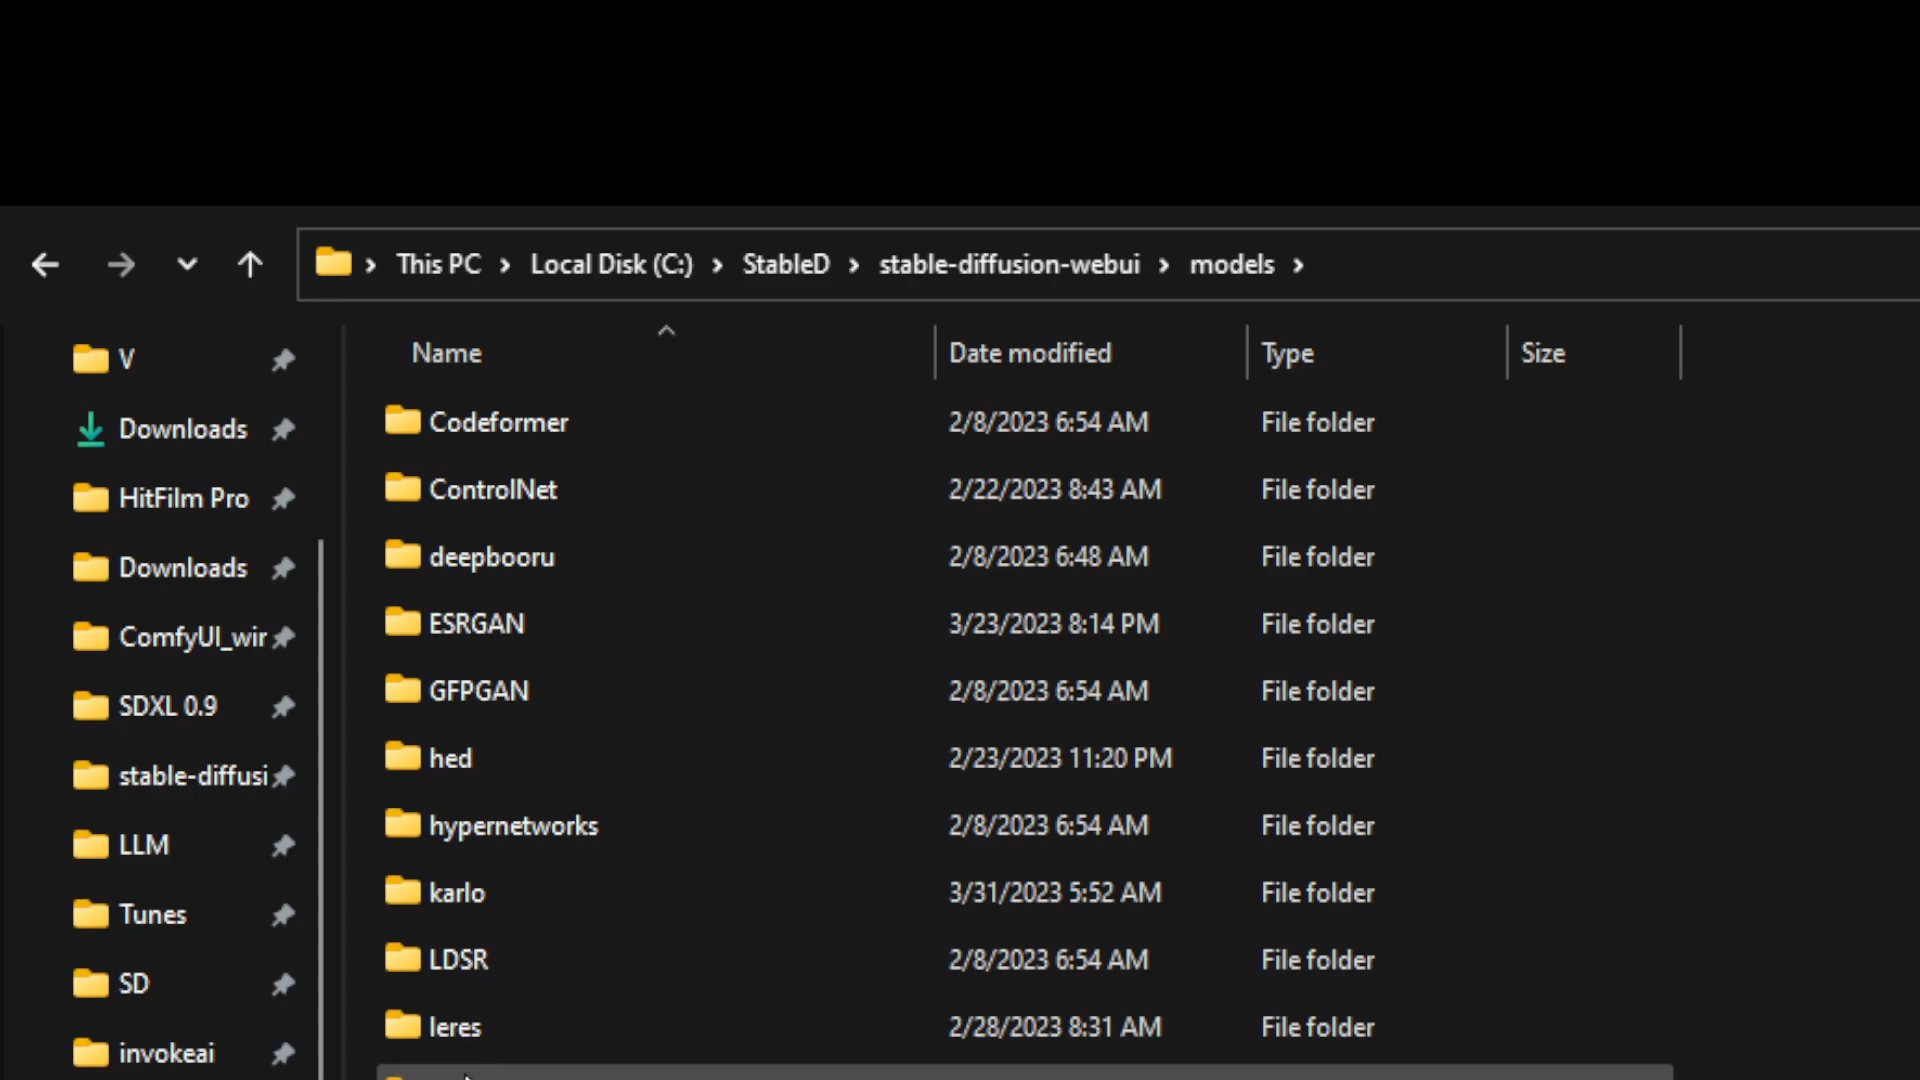 This PC > Local Disk (C:) > StableD > stable-diffusion-webui > models >
Name Date modified Type Size
V
Downloads
HitFilm Pro
Downloads
ComfyUI_wir
SDXL 0.9
stable-diffusi
LLM
Tunes
SD
invokeai
Codeformer 2/8/2023 6:54 AM File folder
ControlNet 2/22/2023 8:43 AM File folder
deepbooru 2/8/2023 6:48 AM File folder
ESRGAN 3/23/2023 8:14 PM File folder
GFPGAN 2/8/2023 6:54 AM File folder
hed 2/23/2023 11:20 PM File folder
hypernetworks 2/8/2023 6:54 AM File folder
karlo 3/31/2023 5:52 AM File folder
LDSR 2/8/2023 6:54 AM File folder
leres 2/28/2023 8:31 AM File folder